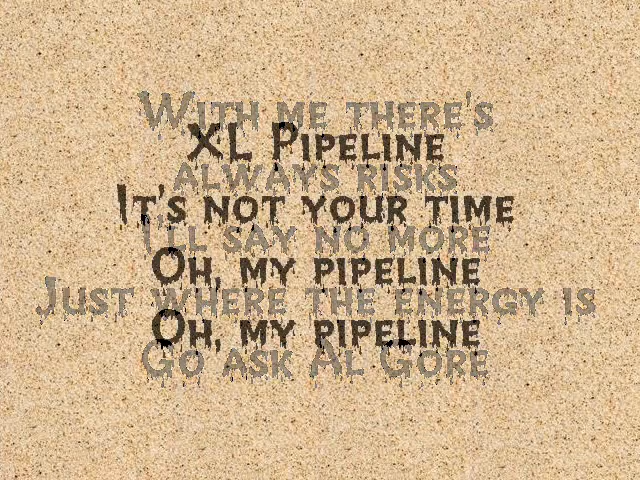 With me there's
XL Pipeline
always risks
It's not your time
I'll say no more
Oh, my pipeline
Just where the energy is
Oh, my pipeline
Go ask Al Gore